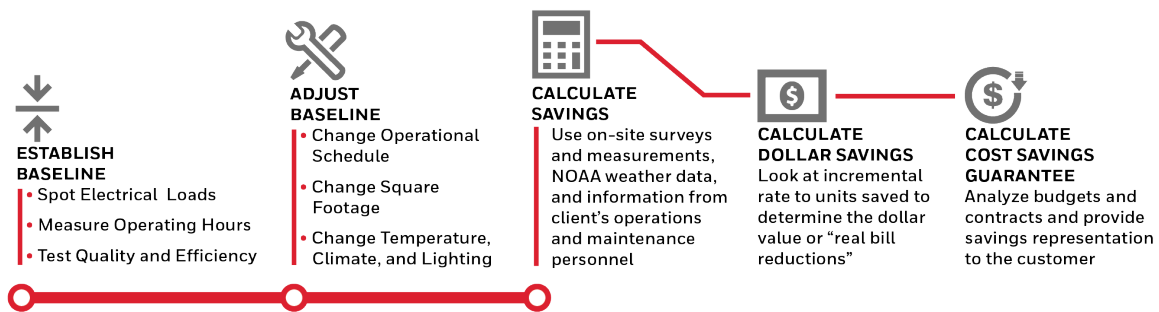 ESTABLISH
BASELINE
• Spot Electrical Loads
• Measure Operating Hours
• Test Quality and Efficiency
ADJUST
BASELINE
• Change Operational
Schedule
• Change Square
Footage
• Change Temperature,
Climate, and Lighting
CALCULATE
SAVINGS
Use on-site surveys
and measurements,
NOAA weather data,
and information from
client’s operations
and maintenance
personnel
$
CALCULATE
DOLLAR SAVINGS
Look at incremental
rate to units saved to
determine the dollar
value or “real bill
reductions”
$
CALCULATE
COST SAVINGS
GUARANTEE
Analyze budgets and
contracts and provide
savings representation
to the customer